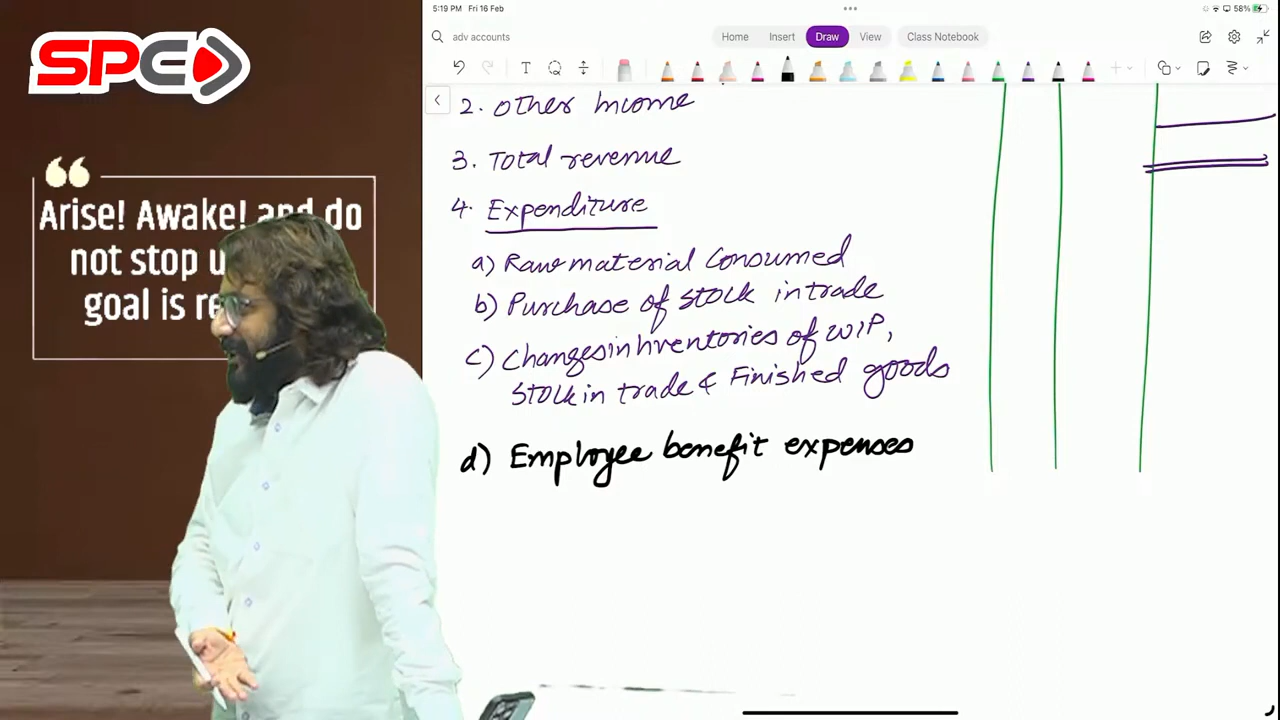 5:19 PM Fri 16 Feb
58%
adv accounts
Home Insert Draw View Class Notebook
SPE
Arise! Awake! and do
not stop u
goal is re
2. Other Income
3. Total revenue
4. Expenditure
a) Raw material Consumed
b) Purchase of Stock in trade
c) Changes in Inventories of WIP,
Stock in trade & Finished goods
d) Employee benefit expenses